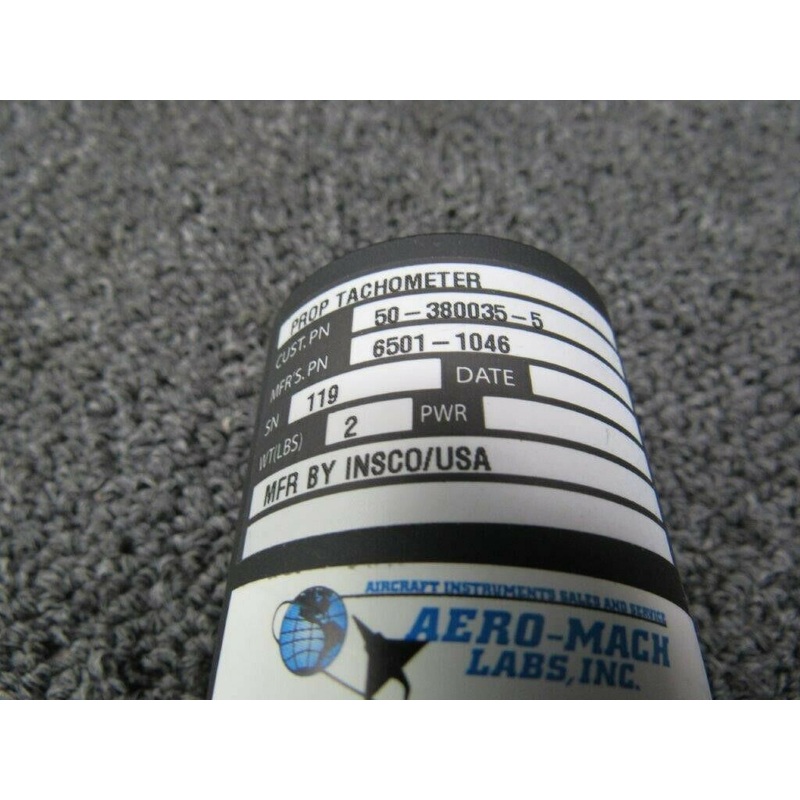 PROP TACHOMETER
CUST. PN 50-380035-5
MFR'S. PN 6501-1046
SN 119 DATE
WT(LBS) 2 PWR
MFR BY INSCO/USA
AIRCRAFT INSTRUMENTS SALES AND SERVICE
AERO-MACH
LABS, INC.